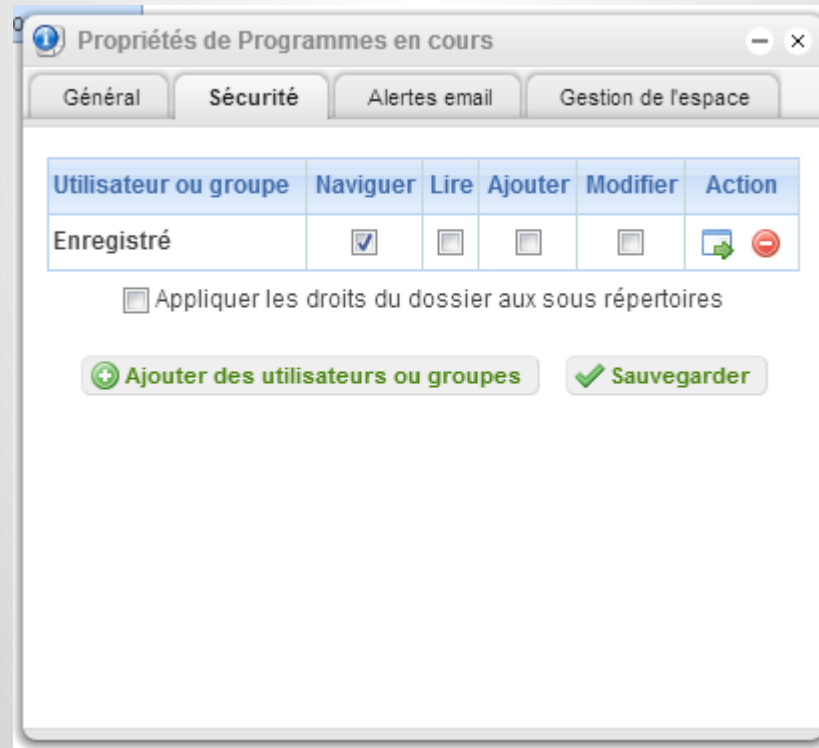 Propriétés de Programmes en cours
Général Sécurité Alertes email Gestion de l'espace
Utilisateur ou groupe Naviguer Lire Ajouter Modifier Action
Enregistré
Appliquer les droits du dossier aux sous répertoires
Ajouter des utilisateurs ou groupes Sauvegarder